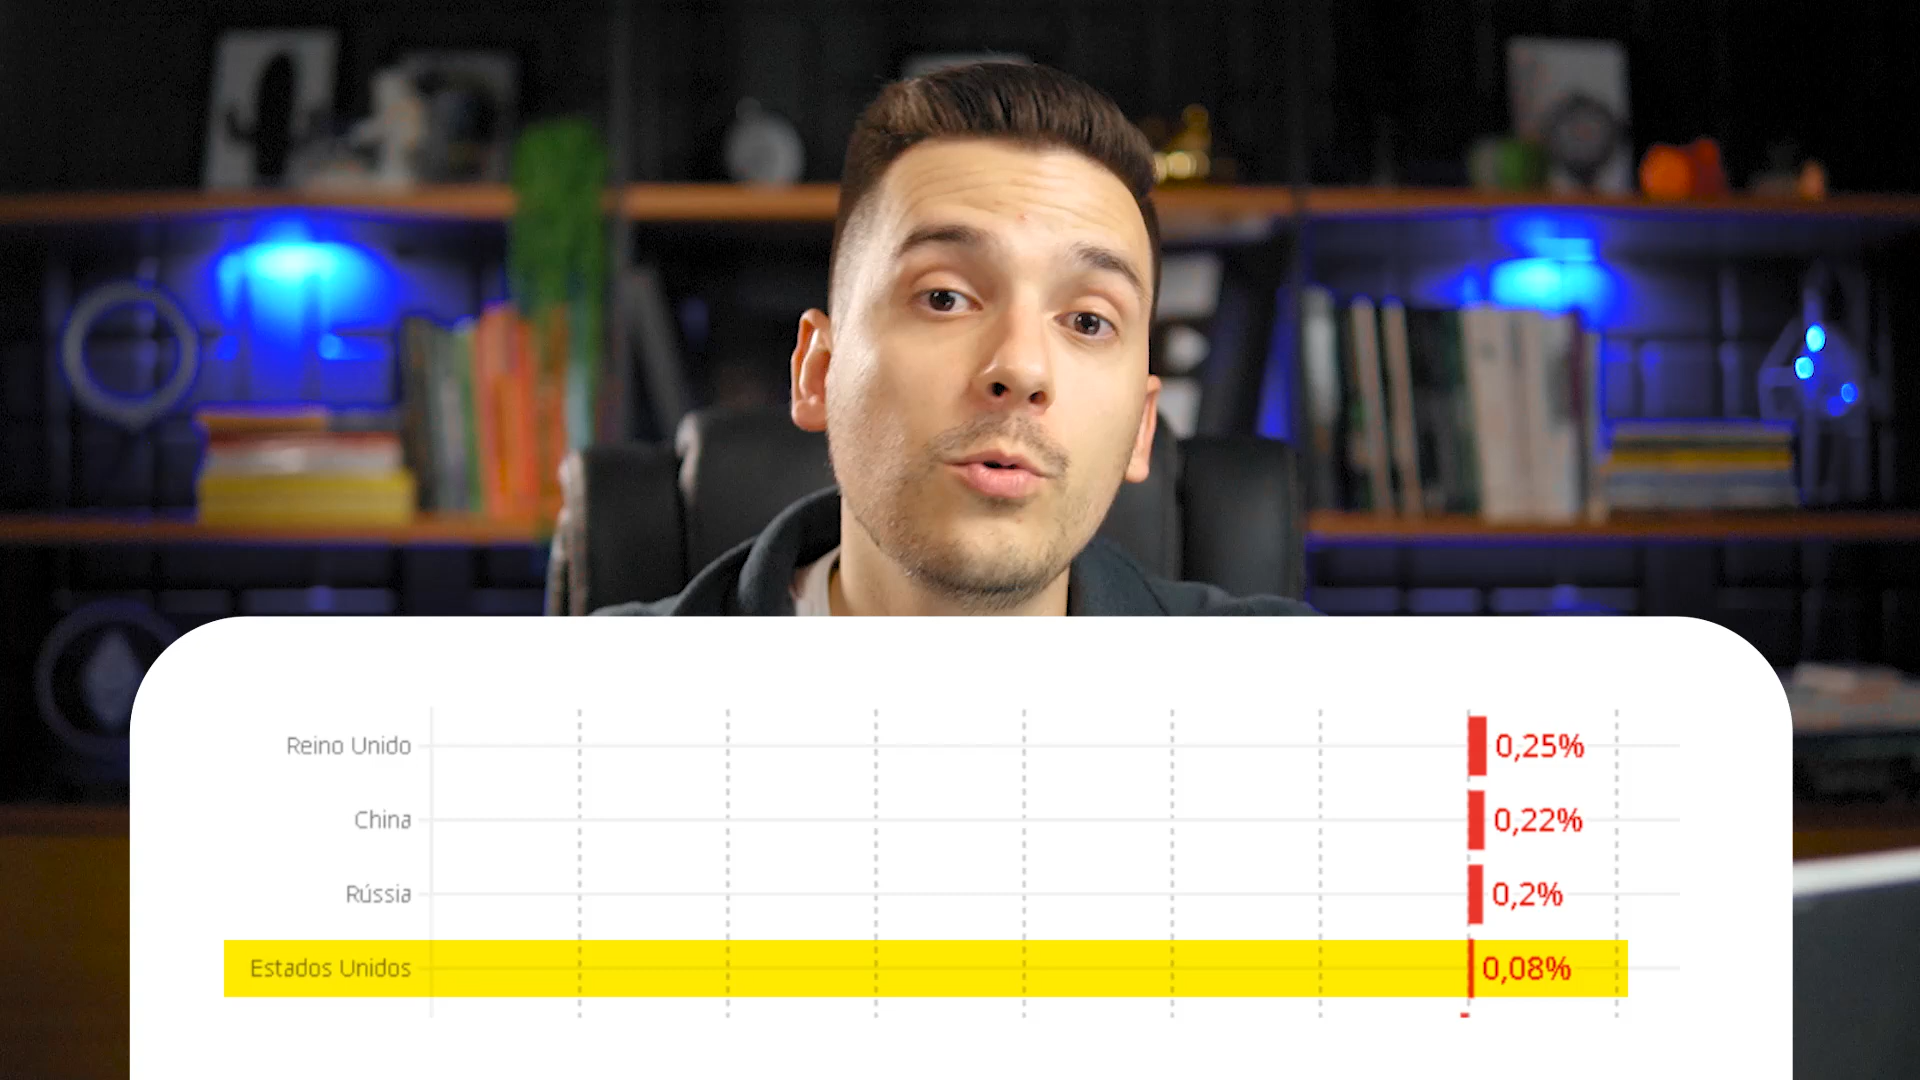 Reino Unido 0,25%
China 0,22%
Rússia 0,2%
Estados Unidos 0,08%